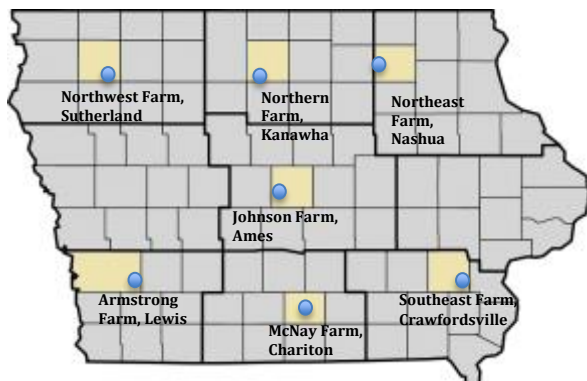 Northwest Farm,
Sutherland
Northern
Farm,
Kanawha
Northeast
Farm,
Nashua
Johnson Farm,
Ames
Armstrong
Farm, Lewis
McNay Farm,
Chariton
Southeast Farm,
Crawfordsville